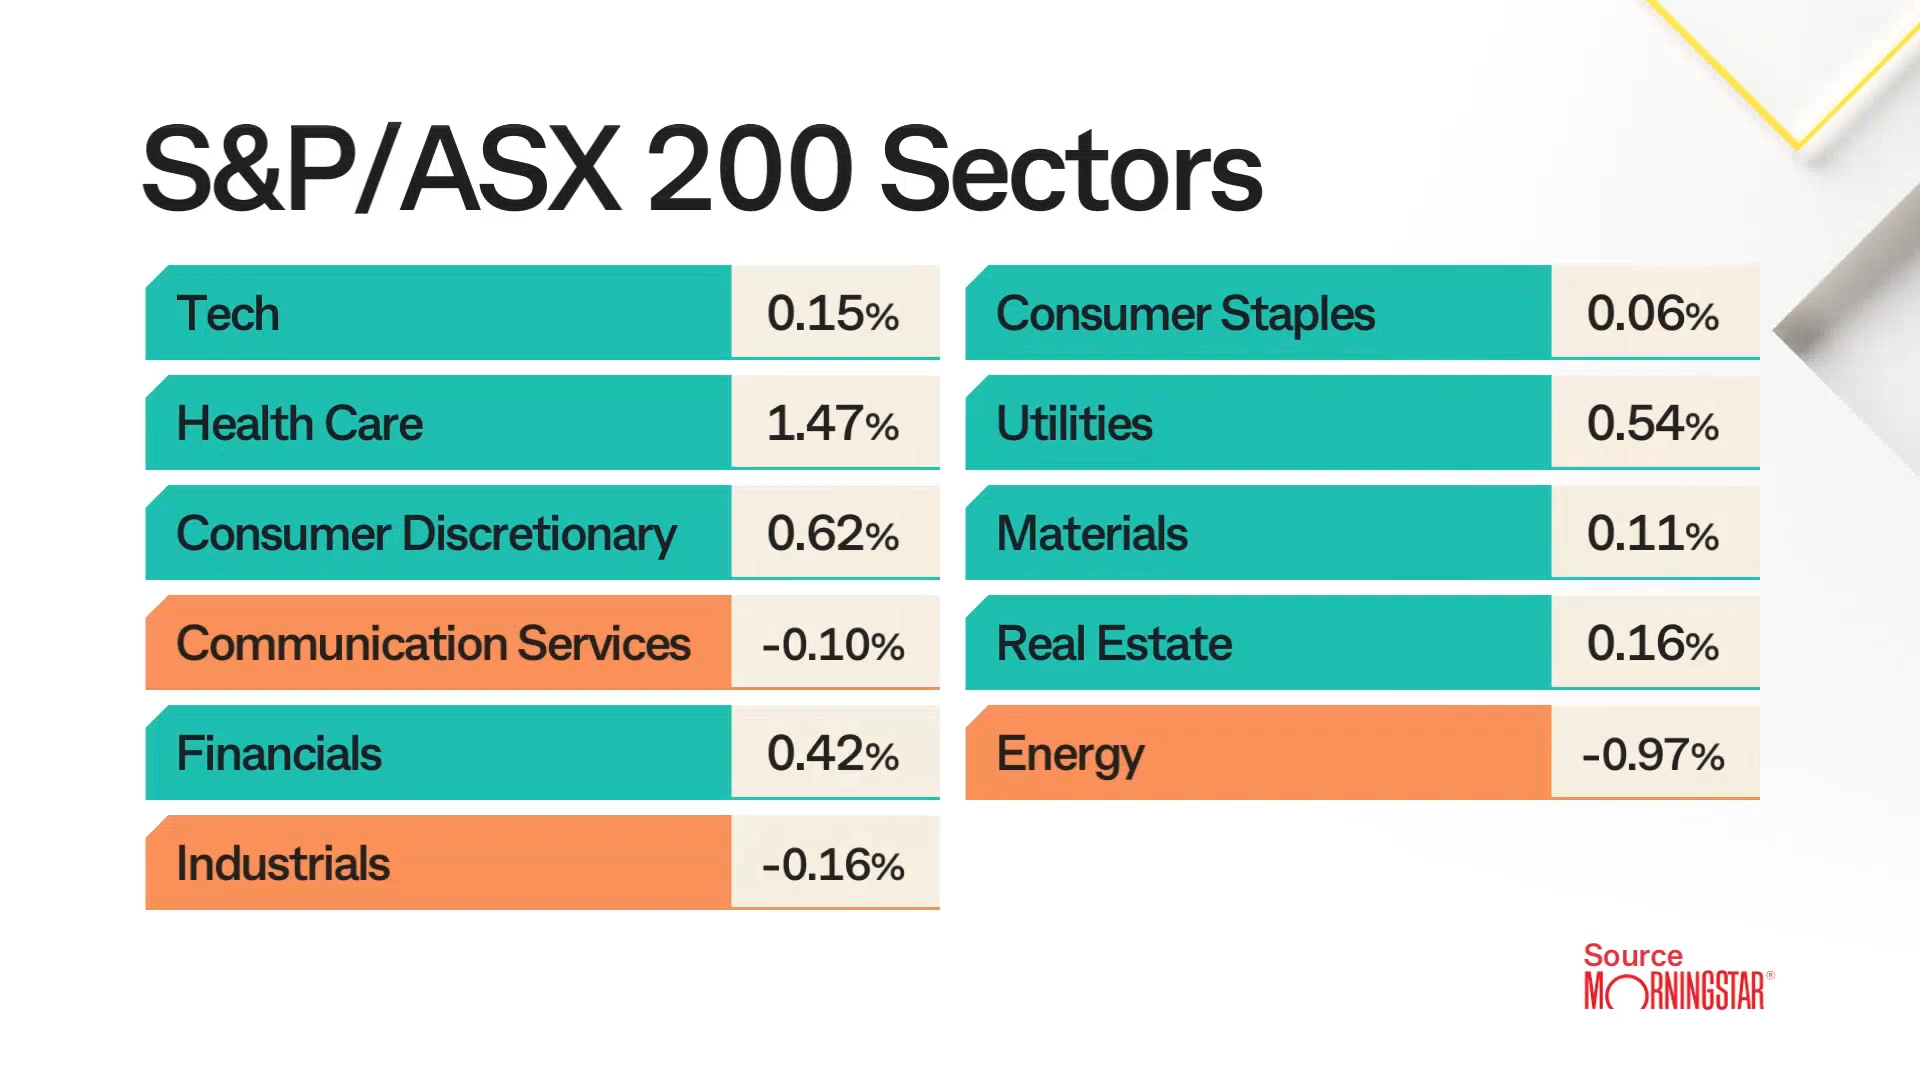 S&P/ASX 200 Sectors
Tech 0.15%
Health Care 1.47%
Consumer Discretionary 0.62%
Communication Services -0.10%
Financials 0.42%
Industrials -0.16%
Consumer Staples 0.06%
Utilities 0.54%
Materials 0.11%
Real Estate 0.16%
Energy -0.97%
Source
MORNINGSTAR®